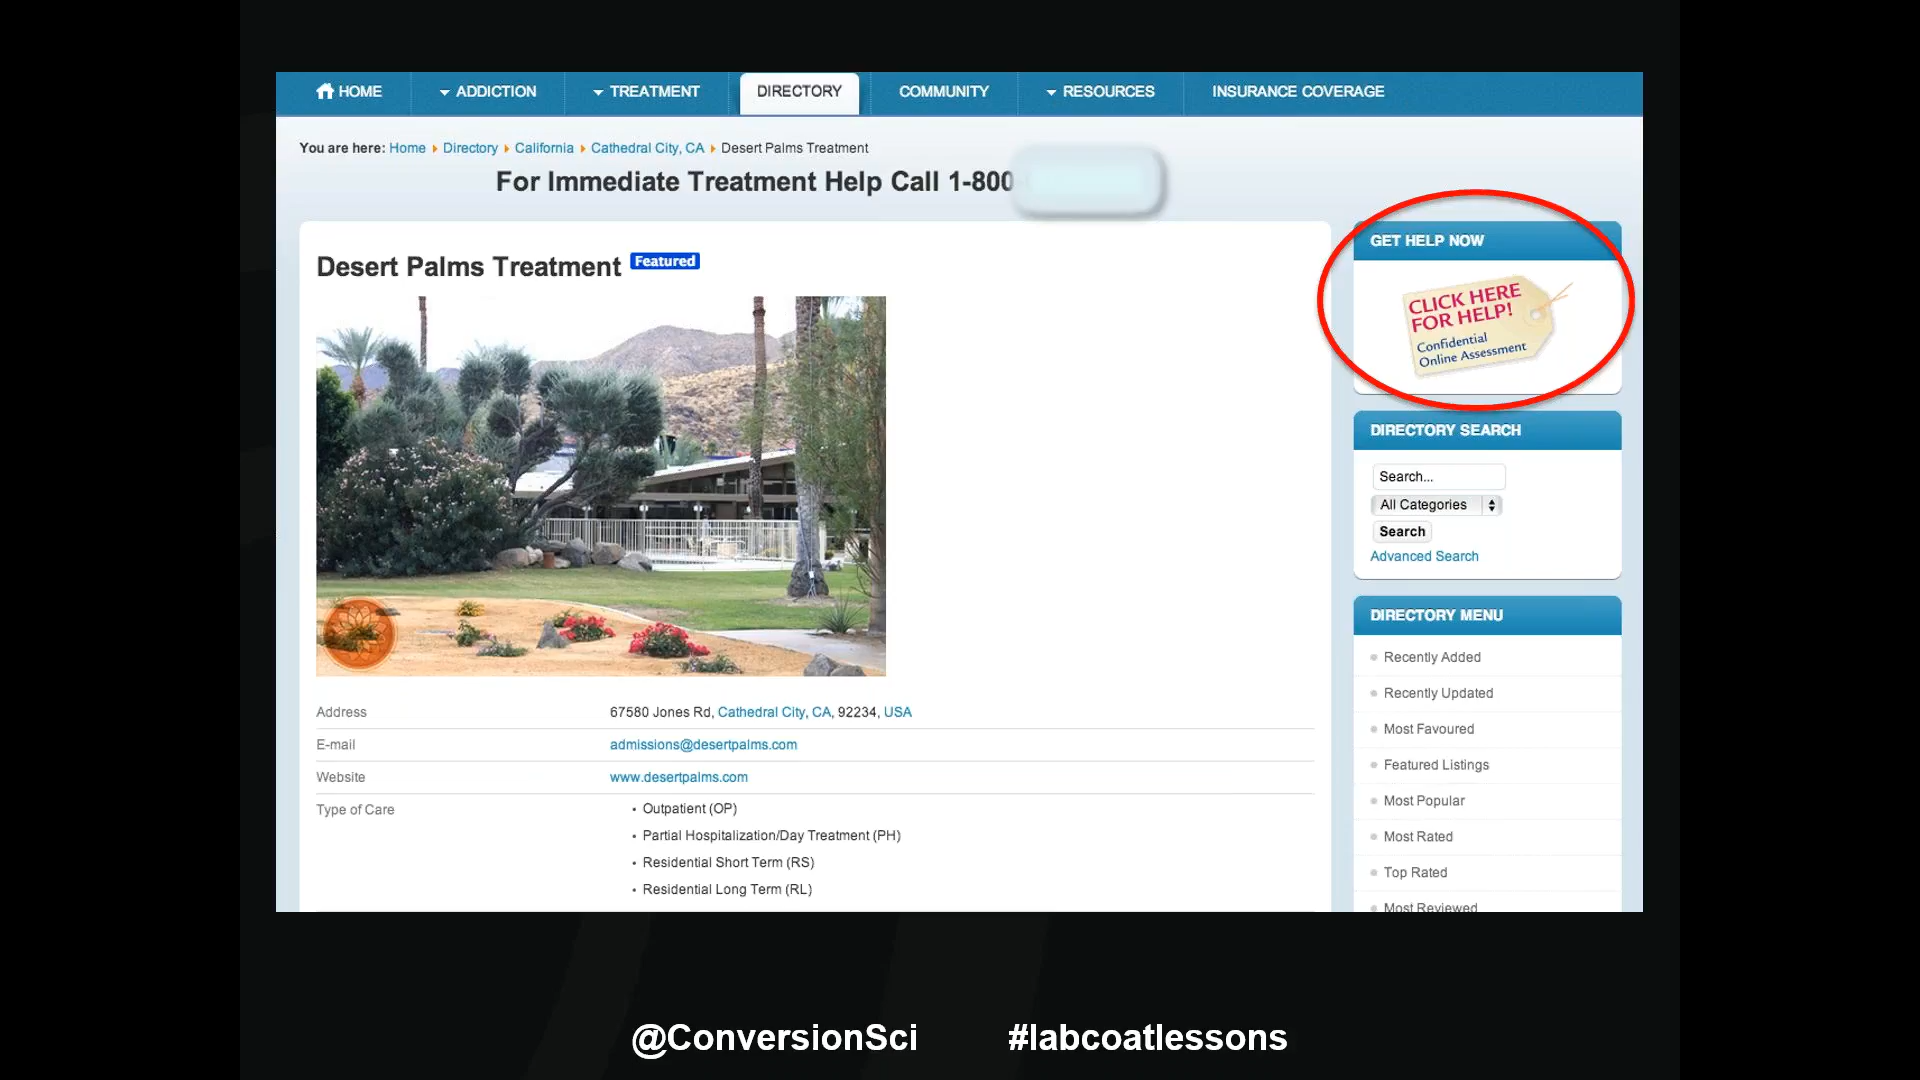 HOME ADDICTION TREATMENT DIRECTORY COMMUNITY RESOURCES INSURANCE COVERAGE
You are here: Home Directory California Cathedral City, CA Desert Palms Treatment
For Immediate Treatment Help Call 1-800
Desert Palms Treatment Featured
Address 67580 Jones Rd, Cathedral City, CA, 92234, USA
E-mail admissions@desertpalms.com
Website www.desertpalms.com
Type of Care • Outpatient (OP)
• Partial Hospitalization/Day Treatment (PH)
• Residential Short Term (RS)
• Residential Long Term (RL)
GET HELP NOW
CLICK HERE
FOR HELP!
Confidential
Online Assessment
DIRECTORY SEARCH
Search...
All Categories
Search
Advanced Search
DIRECTORY MENU
Recently Added
Recently Updated
Most Favoured
Featured Listings
Most Popular
Most Rated
Top Rated
Most Reviewed
@ConversionSci #labcoatlessons